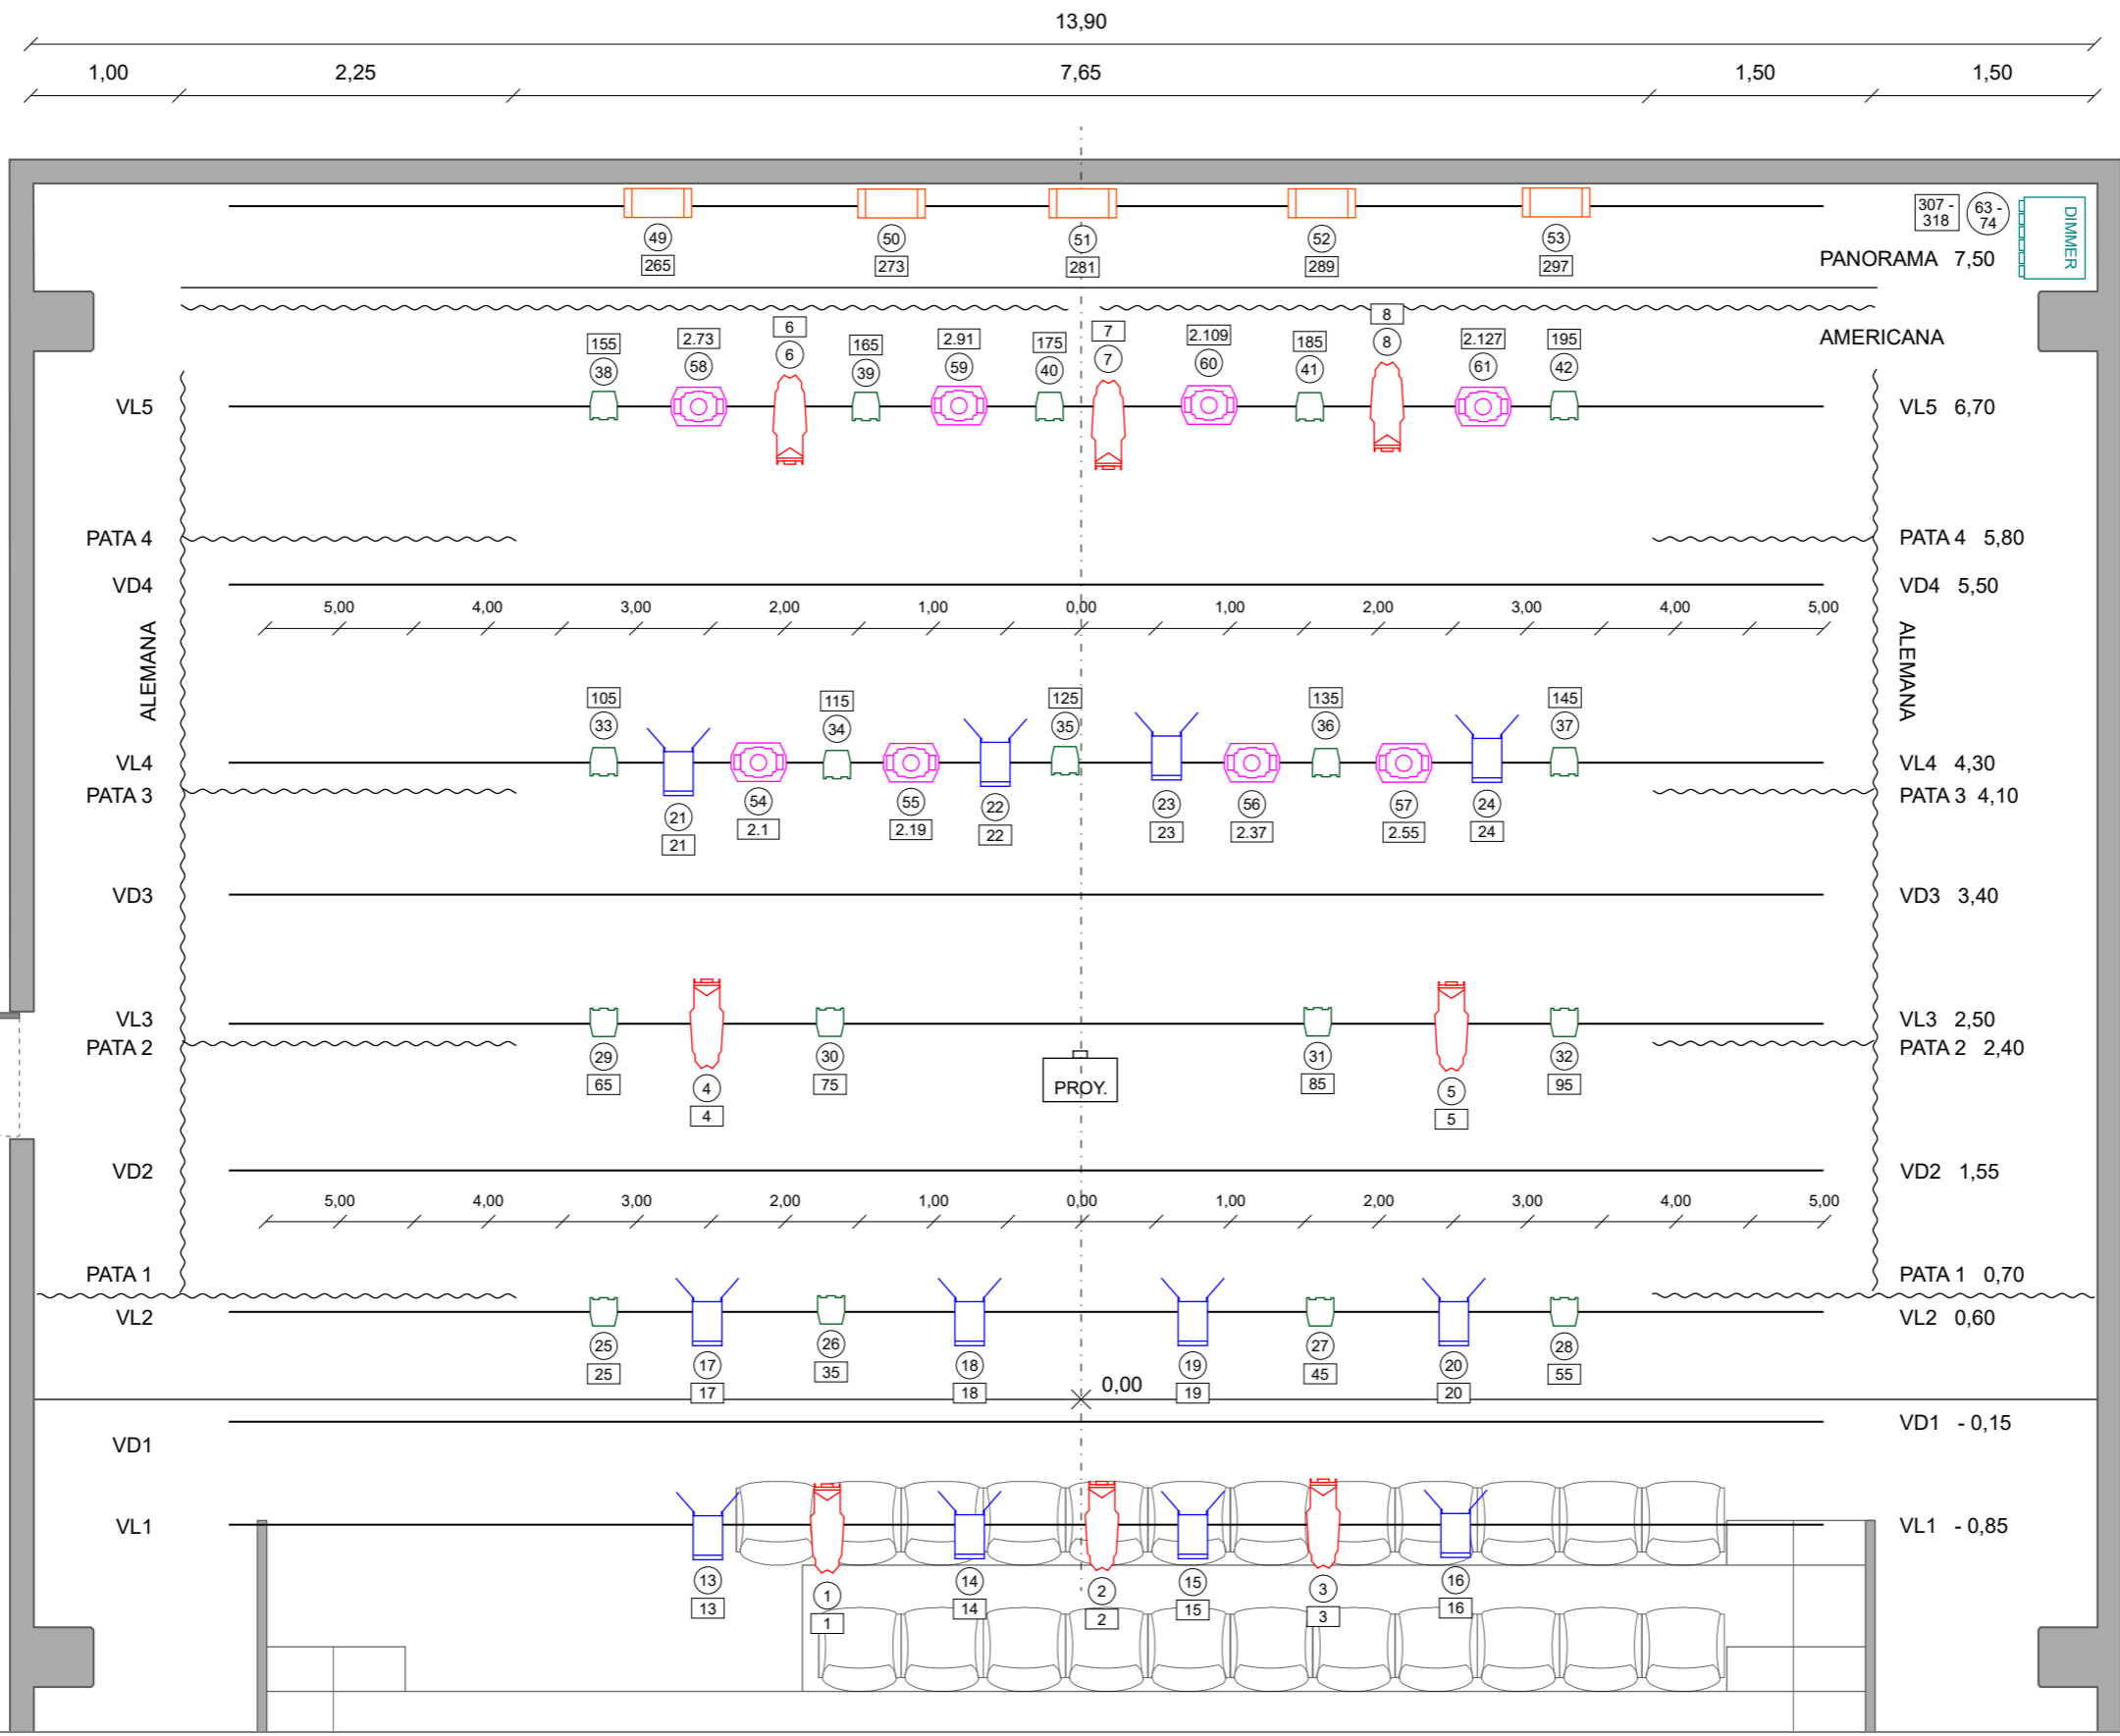 13,90
1,00 2,25 7,65 1,50 1,50
307 -
318
63 -
74
DIMMER
49 50 51 52 53
265 273 281 289 297
PANORAMA 7,50
AMERICANA
155 2.73 6 165 2.91 175 7 2.109 185 8 2.127 195
38 58 6 39 59 40 7 60 41 8 61 42
VL5 VL5 6,70
PATA 4 PATA 4 5,80
VD4 VD4 5,50
5,00 4,00 3,00 2,00 1,00 0,00 1,00 2,00 3,00 4,00 5,00
ALEMANA ALEMANA
105 115 125 135 145
33 34 35 36 37
VL4 VL4 4,30
PATA 3 PATA 3 4,10
21 54 55 22 23 56 57 24
21 2.1 2.19 22 23 2.37 2.55 24
VD3 VD3 3,40
VL3 VL3 2,50
PATA 2 PATA 2 2,40
29 4 30 31 5 32
65 4 75 85 5 95
PROY.
VD2 VD2 1,55
5,00 4,00 3,00 2,00 1,00 0,00 1,00 2,00 3,00 4,00 5,00
PATA 1 PATA 1 0,70
VL2 VL2 0,60
25 17 26 18 19 27 20 28
25 17 35 18 19 45 20 55
0,00
VD1 VD1 - 0,15
VL1 VL1 - 0,85
13 1 14 2 15 3 16
13 1 14 2 15 3 16